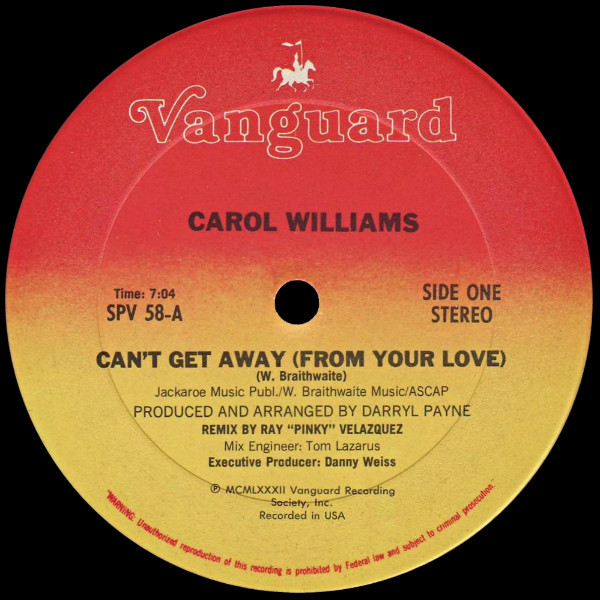 Vanguard
CAROL WILLIAMS
Time: 7:04
SPV 58-A
SIDE ONE
STEREO
CAN'T GET AWAY (FROM YOUR LOVE)
(W. Braithwaite)
Jackaroe Music Publ./W. Braithwaite Music/ASCAP
PRODUCED AND ARRANGED BY DARRYL PAYNE
REMIX BY RAY "PINKY" VELAZQUEZ
Mix Engineer: Tom Lazarus
Executive Producer: Danny Weiss
℗ MCMLXXXII Vanguard Recording
Society, Inc.
Recorded in USA
"WARNING: Unauthorized reproduction of this recording is prohibited by Federal law and subject to criminal prosecution."